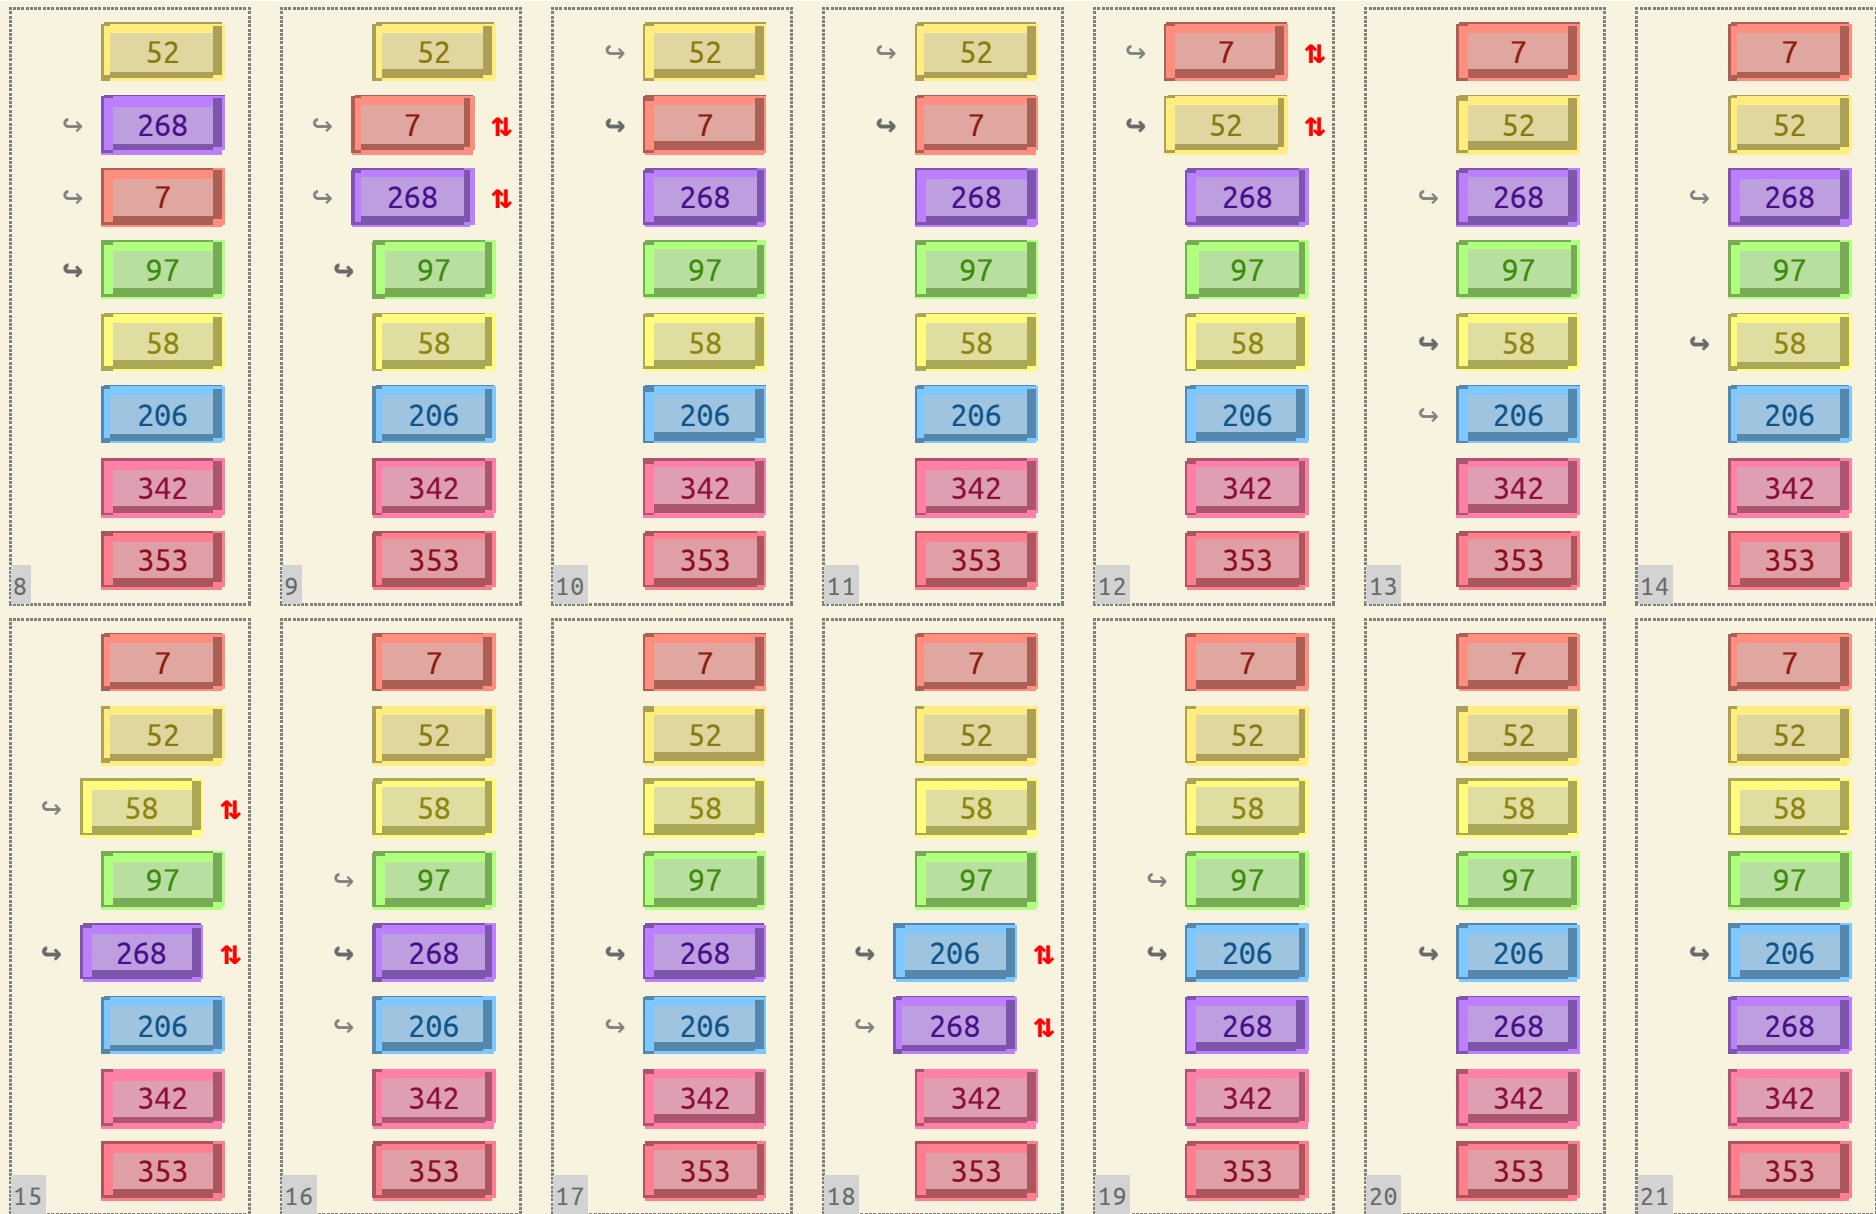 52 52 ↪ 52 ↪ 52 ↪ 7 ⇅ 7 7
↪ 268 ↪ 7 ⇅ ↪ 7 ↪ 7 ↪ 52 ⇅ 52 52
↪ 7 ↪ 268 ⇅ 268 268 268 ↪ 268 ↪ 268
↪ 97 ↪ 97 97 97 97 97 97
58 58 58 58 58 ↪ 58 ↪ 58
206 206 206 206 206 ↪ 206 206
342 342 342 342 342 342 342
353 353 353 353 353 353 353
8 9 10 11 12 13 14
7 7 7 7 7 7 7
52 52 52 52 52 52 52
↪ 58 ⇅ 58 58 58 58 58 58
97 ↪ 97 97 97 ↪ 97 97 97
↪ 268 ⇅ ↪ 268 ↪ 268 ↪ 206 ⇅ ↪ 206 ↪ 206 ↪ 206
206 ↪ 206 ↪ 206 ↪ 268 ⇅ 268 268 268
342 342 342 342 342 342 342
353 353 353 353 353 353 353
15 16 17 18 19 20 21